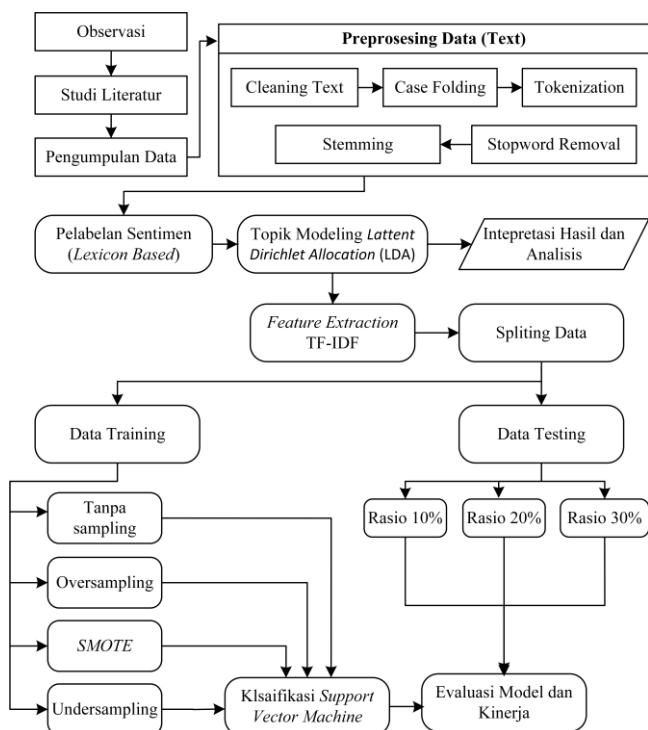 Observasi
Studi Literatur
Pengumpulan Data
Preprosesing Data (Text)
Cleaning Text
Case Folding
Tokenization
Stemming
Stopword Removal
Pelabelan Sentimen
(Lexicon Based)
Topik Modeling Lattent
Dirichlet Allocation (LDA)
Intepretasi Hasil dan
Analisis
Feature Extraction
TF-IDF
Spliting Data
Data Training
Data Testing
Tanpa
sampling
Oversampling
SMOTE
Undersampling
Rasio 10%
Rasio 20%
Rasio 30%
Klsaifikasi Support
Vector Machine
Evaluasi Model dan
Kinerja